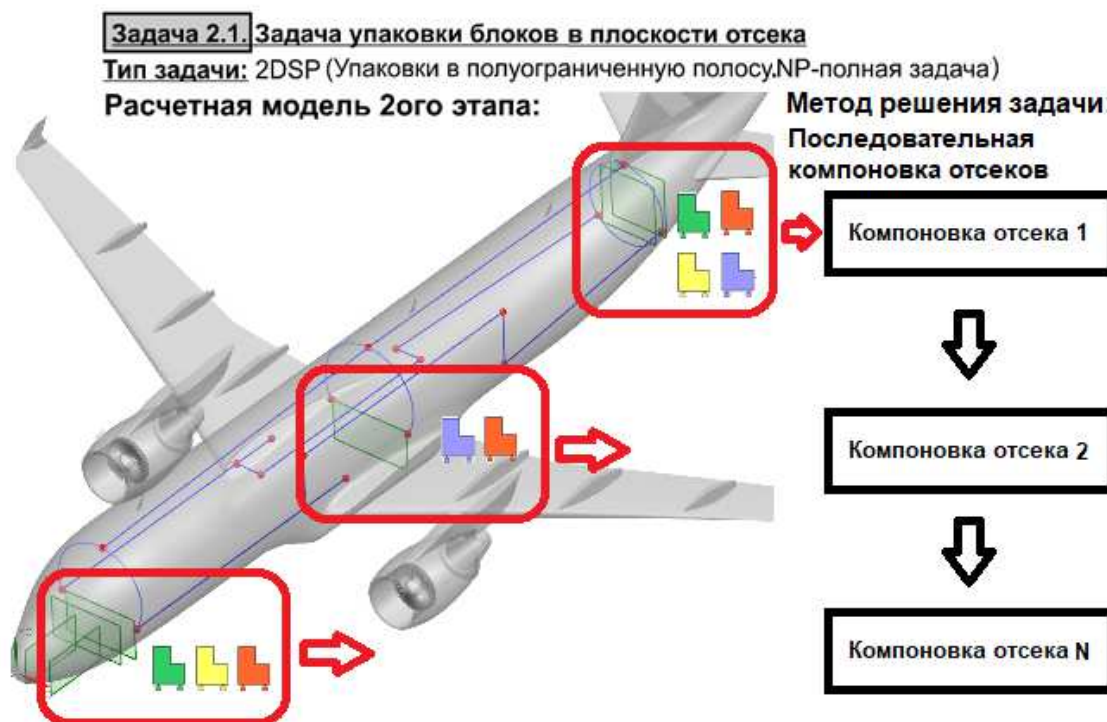 Задача 2.1. Задача упаковки блоков в плоскости отсека
Тип задачи: 2DSP (Упаковки в полуограниченную полосу.NP-полная задача)
Расчетная модель 2ого этапа:
Метод решения задачи:
Последовательная
компоновка отсеков
Компоновка отсека 1
Компоновка отсека 2
Компоновка отсека N